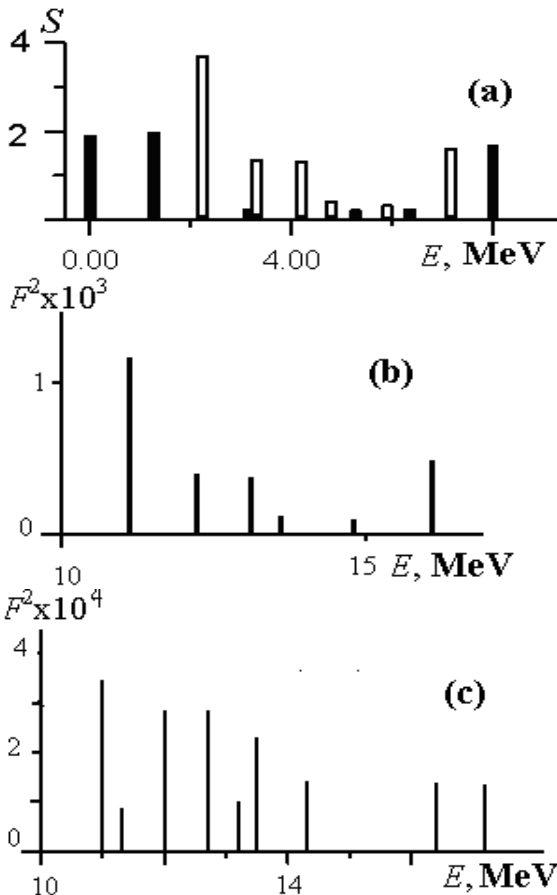 S
4
(a)
2
0.00
4.00
E, MeV
F²x10³
(b)
1
0
10
15
E, MeV
F²x10⁴
4
(c)
2
0
10
14
E, MeV